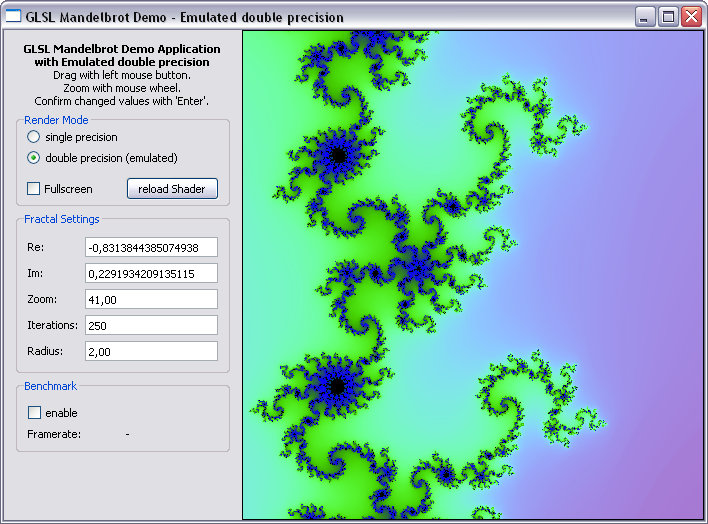 GLSL Mandelbrot Demo - Emulated double precision
GLSL Mandelbrot Demo Application
with Emulated double precision
Drag with left mouse button.
Zoom with mouse wheel.
Confirm changed values with 'Enter'.
Render Mode
single precision
double precision (emulated)
Fullscreen reload Shader
Fractal Settings
Re: -0,8313844385074938
Im: 0,2291934209135115
Zoom: 41,00
Iterations: 250
Radius: 2,00
Benchmark
enable
Framerate: -